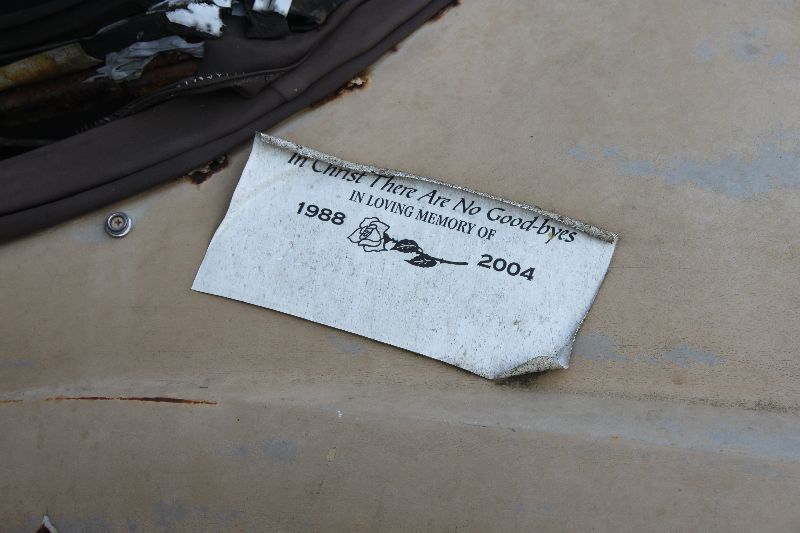 In Christ There Are No Good-byes
IN LOVING MEMORY OF
1988 2004